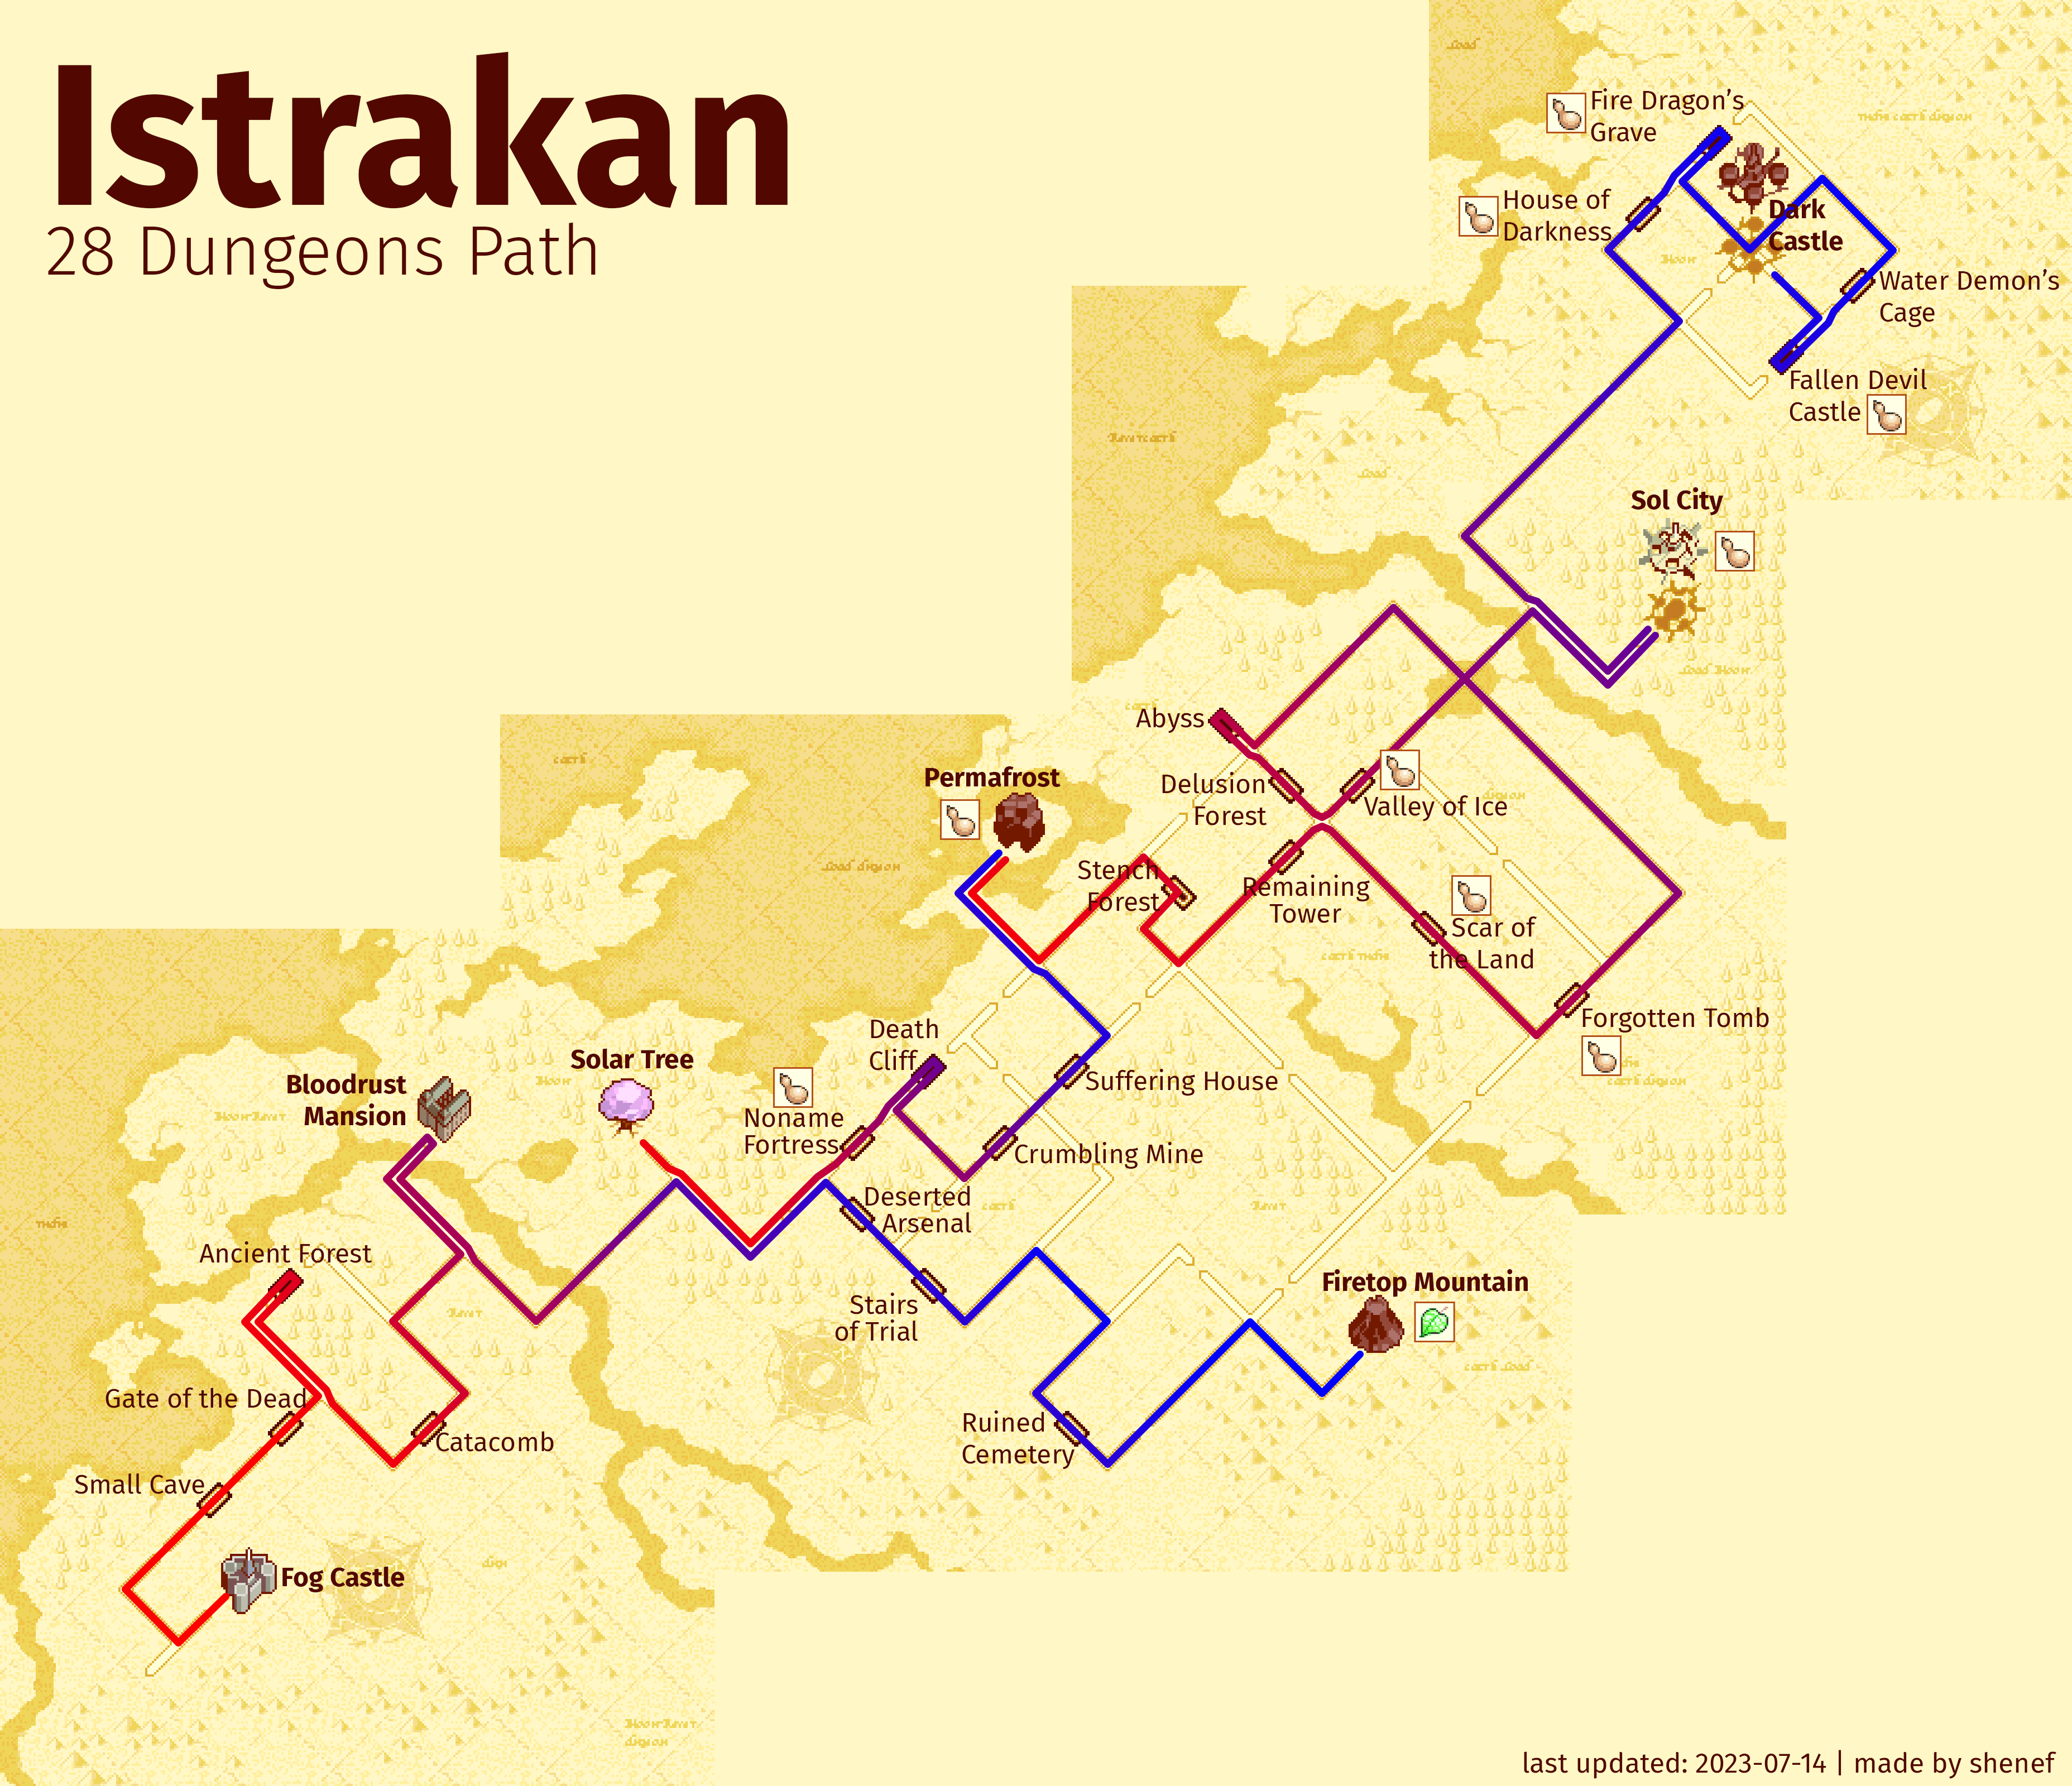 Istrakan
28 Dungeons Path
Fire Dragon's
Grave
House of
Darkness
Dark
Castle
Water Demon's
Cage
Fallen Devil
Castle
Sol City
Abyss
Delusion
Forest
Valley of Ice
Permafrost
Stench
Forest
Remaining
Tower
Scar of
the Land
Forgotten Tomb
Death
Cliff
Suffering House
Solar Tree
Bloodrust
Mansion
Noname
Fortress
Crumbling Mine
Deserted
Arsenal
Ancient Forest
Stairs
of Trial
Firetop Mountain
Gate of the Dead
Catacomb
Ruined
Cemetery
Small Cave
Fog Castle
last updated: 2023-07-14 | made by shenef